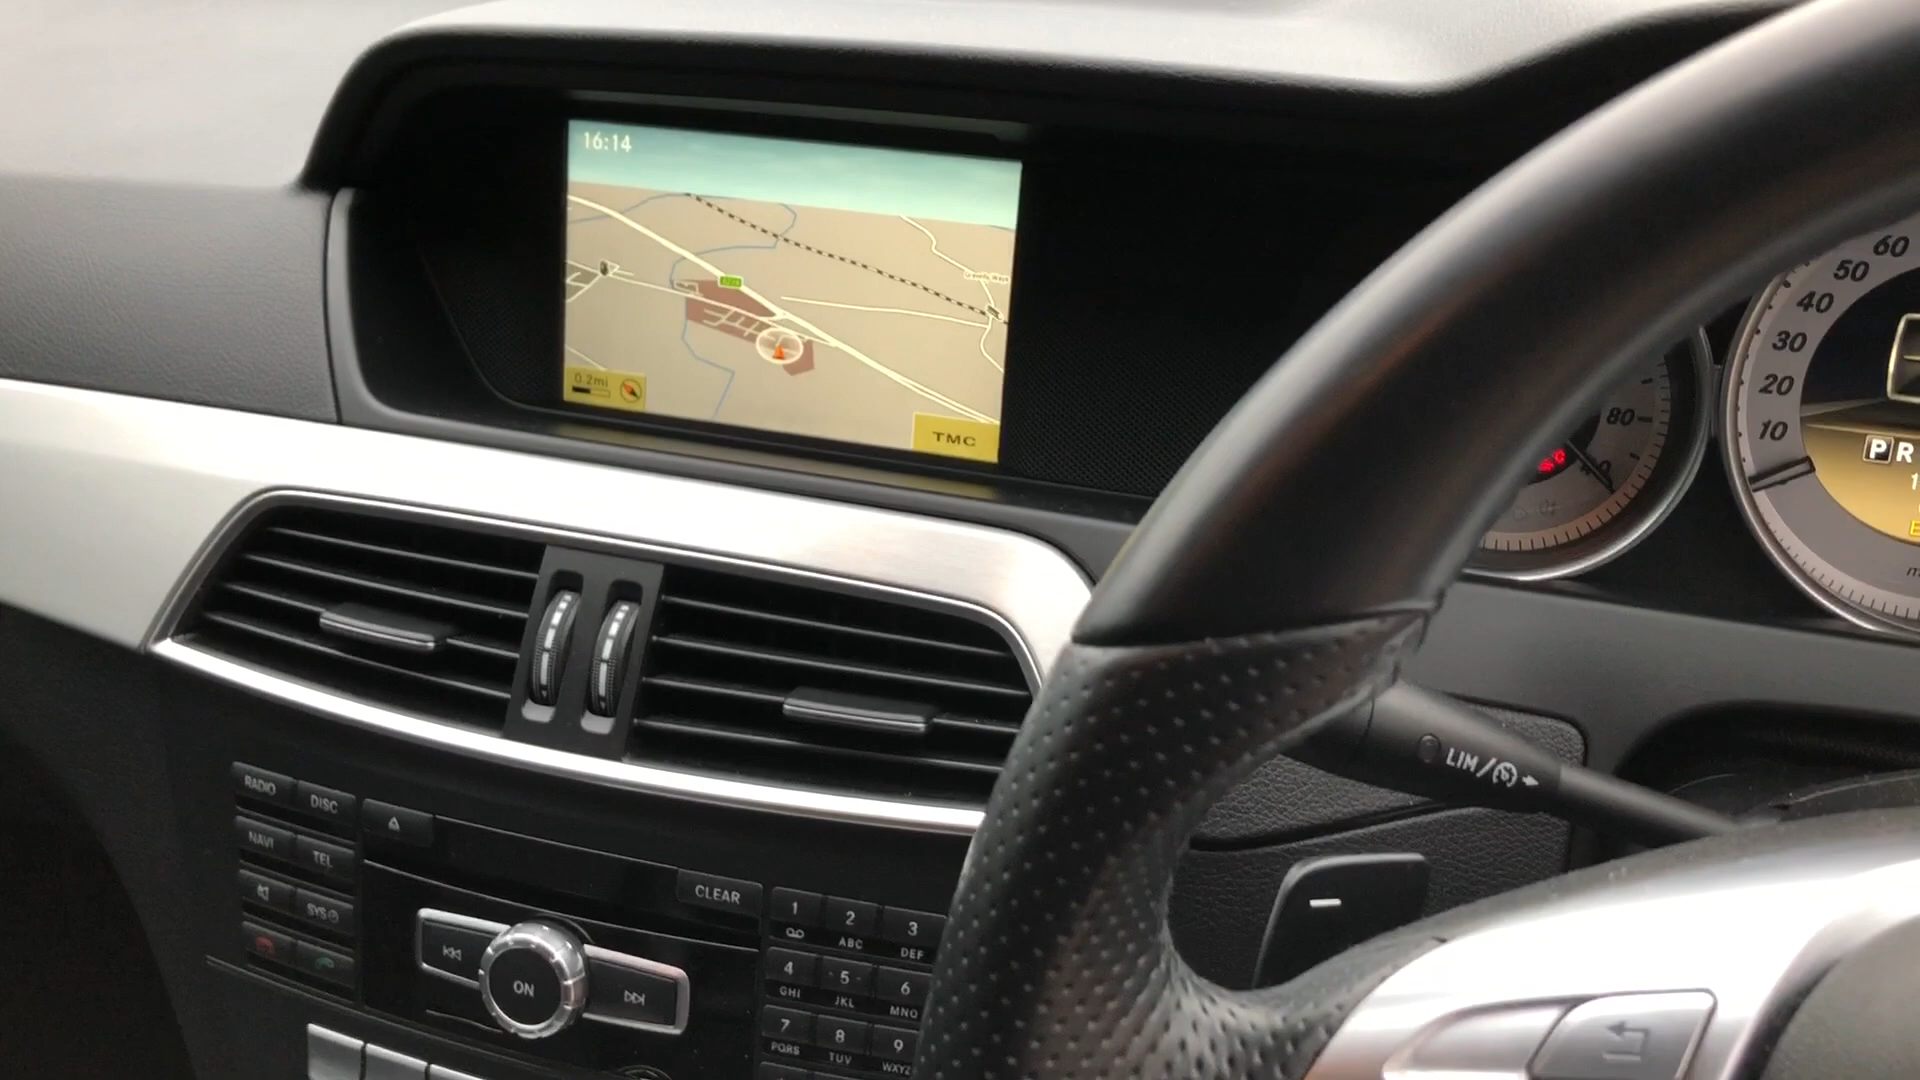 16:14
0.2mi
TMC
60
50
40
30
20
10
80
P R
LIM/
RADIO
DISC
NAVI
TEL
SYS
CLEAR
ON
1
2 ABC
3 DEF
4 GHI
5 JKL
6 MNO
7 PQRS
8 TUV
9 WXYZ